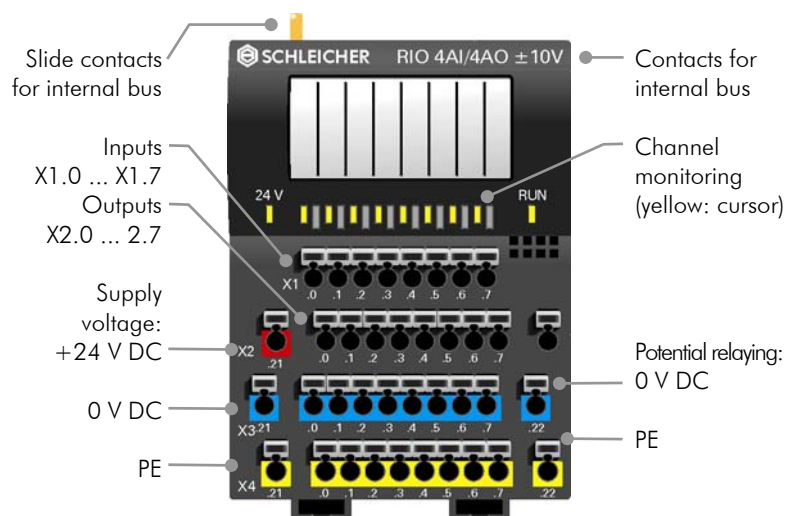 Slide contacts
for internal bus
SCHLEICHER RIO 4AI/4AO ±10V
Contacts for
internal bus
Inputs
X1.0 ... X1.7
Outputs
X2.0 ... 2.7
Channel
monitoring
(yellow: cursor)
24 V
RUN
X1
.0 .1 .2 .3 .4 .5 .6 .7
Supply
voltage:
+24 V DC
X2
.21
.0 .1 .2 .3 .4 .5 .6 .7
Potential relaying:
0 V DC
0 V DC
X3
.21
.0 .1 .2 .3 .4 .5 .6 .7
.22
PE
PE
X4
.21
.0 .1 .2 .3 .4 .5 .6 .7
.22